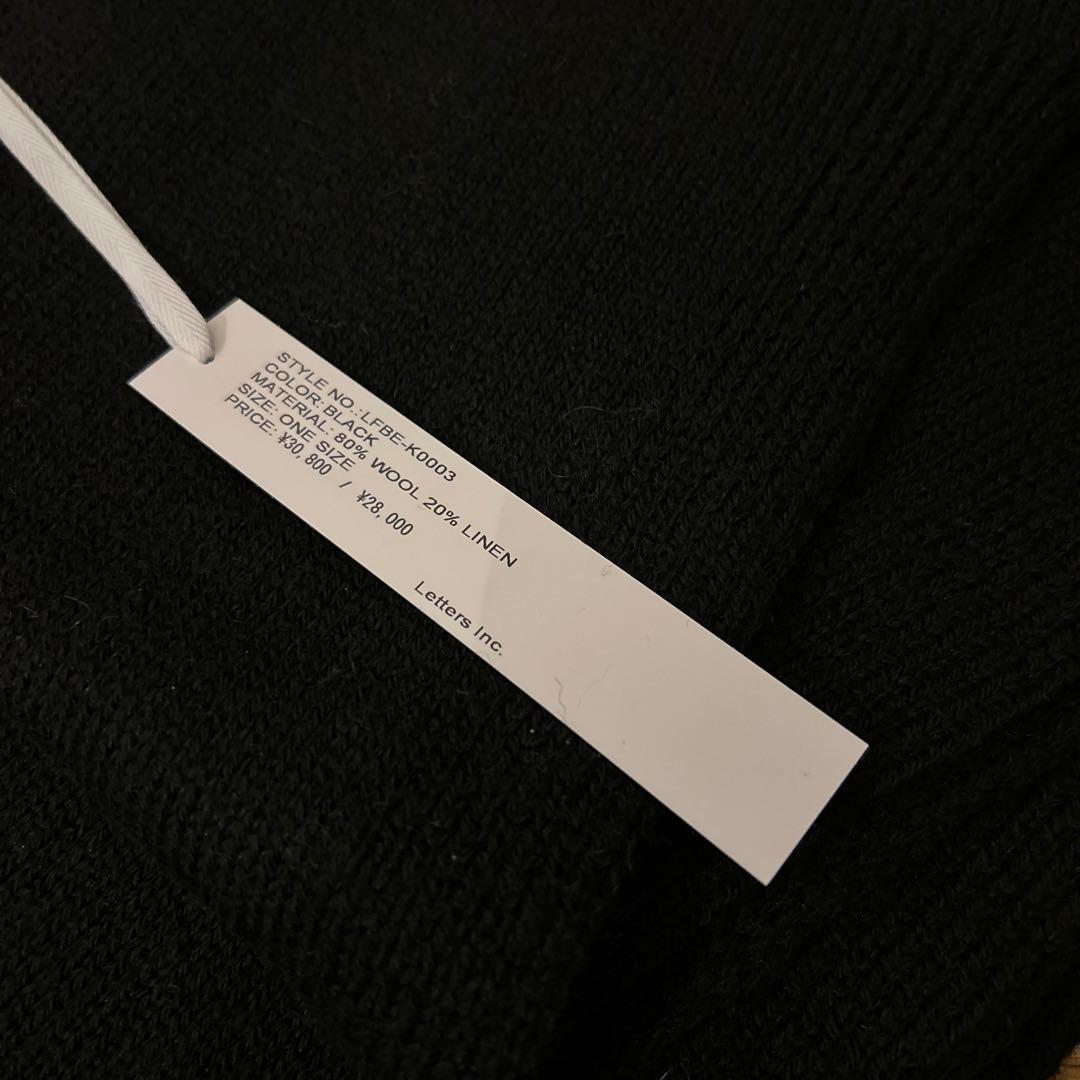 STYLE NO.:LFBE-K0003
COLOR:BLACK
MATERIAL: 80% WOOL 20% LINEN
SIZE: ONE SIZE
PRICE: ¥30,800 / ¥28,000
Letters Inc.